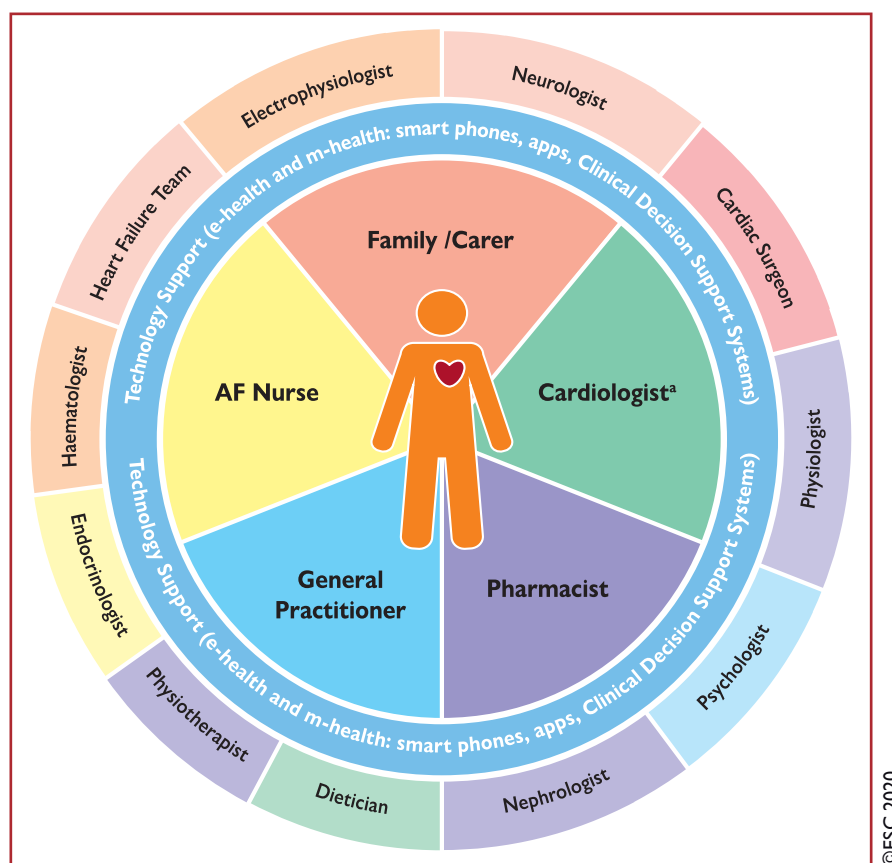 Electrophysiologist
Neurologist
Cardiac Surgeon
Physiologist
Psychologist
Nephrologist
Dietician
Physiotherapist
Endocrinologist
Haematologist
Heart Failure Team
Technology Support (e-health and m-health: smart phones, apps, Clinical Decision Support Systems)
Technology Support (e-health and m-health: smart phones, apps, Clinical Decision Support Systems)
Family /Carer
Cardiologistᵃ
Pharmacist
General
Practitioner
AF Nurse
©ESC 2020